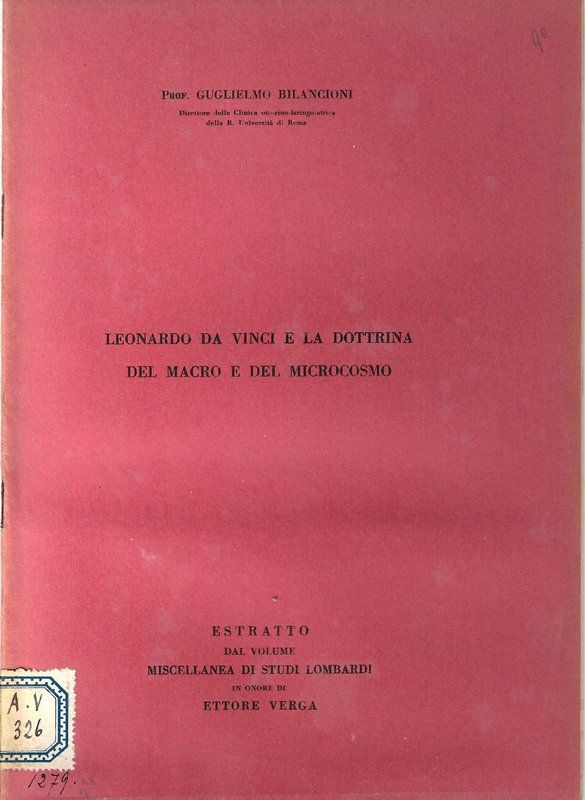 90
PROF. GUGLIELMO BILANCIONI
Direttore della Clinica oto-rino-laringoiatrica
della R. Università di Roma
LEONARDO DA VINCI E LA DOTTRINA
DEL MACRO E DEL MICROCOSMO
ESTRATTO
DAL VOLUME
MISCELLANEA DI STUDI LOMBARDI
IN ONORE DI
ETTORE VERGA
A.V
326
1279.